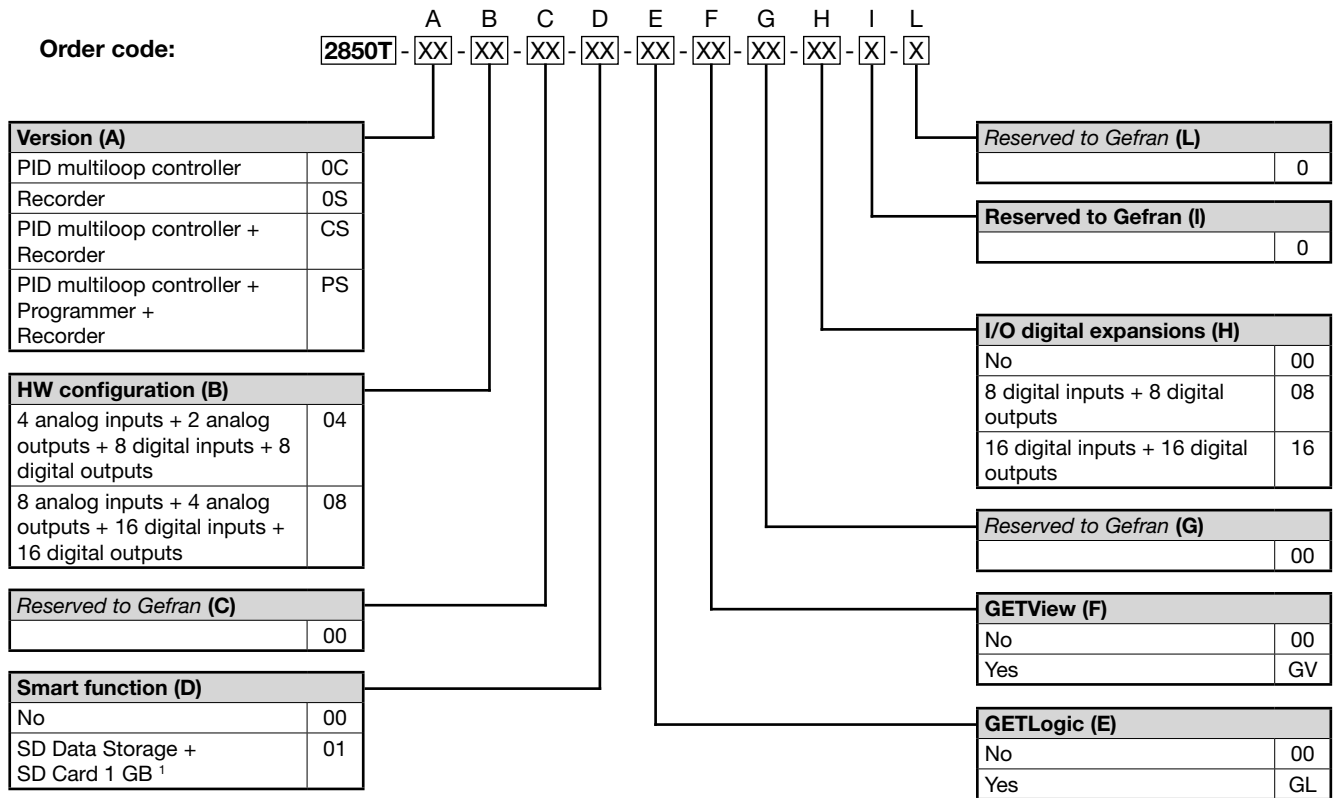 A B C D E F G H I L
Order code: 2850T - XX - XX - XX - XX - XX - XX - XX - XX - X - X
Version (A)
PID multiloop controller 0C
Recorder 0S
PID multiloop controller + CS
Recorder
PID multiloop controller + PS
Programmer +
Recorder
HW configuration (B)
4 analog inputs + 2 analog 04
outputs + 8 digital inputs + 8
digital outputs
8 analog inputs + 4 analog 08
outputs + 16 digital inputs +
16 digital outputs
Reserved to Gefran (C)
00
Smart function (D)
No 00
SD Data Storage + 01
SD Card 1 GB 1
Reserved to Gefran (L)
0
Reserved to Gefran (I)
0
I/O digital expansions (H)
No 00
8 digital inputs + 8 digital 08
outputs
16 digital inputs + 16 digital 16
outputs
Reserved to Gefran (G)
00
GETView (F)
No 00
Yes GV
GETLogic (E)
No 00
Yes GL